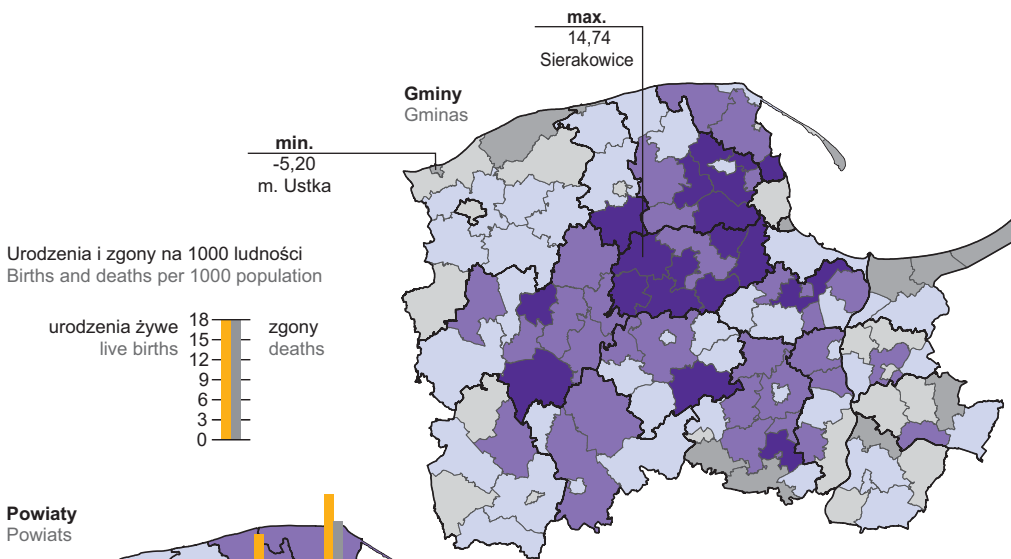 max.
14,74
Sierakowice
Gminy
Gminas
min.
-5,20
m. Ustka
Urodzenia i zgony na 1000 ludności
Births and deaths per 1000 population
urodzenia żywe
live births
18
15
12
9
6
3
0
zgony
deaths
Powiaty
Powiats